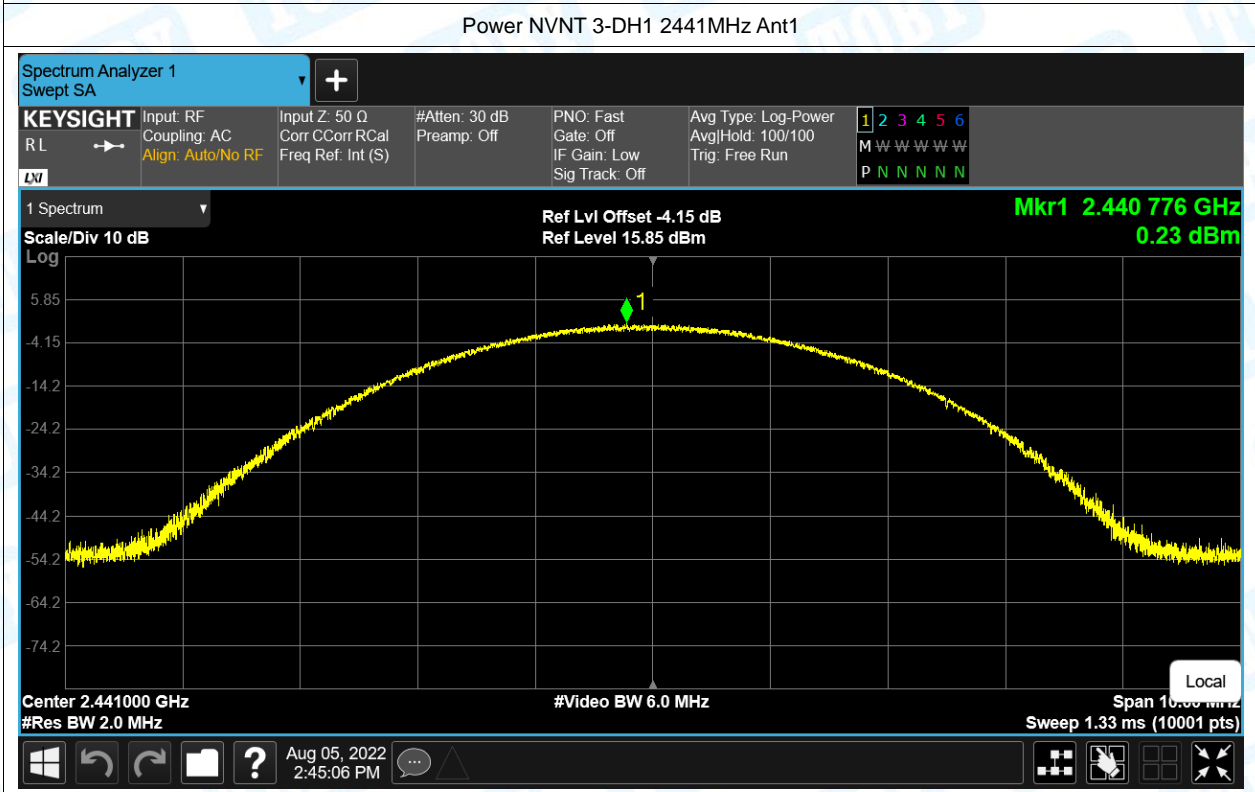 Power NVNT 3-DH1 2441MHz Ant1
Spectrum Analyzer 1
Swept SA
KEYSIGHT
R L
LXI
Input: RF
Coupling: AC
Align: Auto/No RF
Input Z: 50 Ω
Corr CCorr RCal
Freq Ref: Int (S)
#Atten: 30 dB
Preamp: Off
PNO: Fast
Gate: Off
IF Gain: Low
Sig Track: Off
Avg Type: Log-Power
Avg|Hold: 100/100
Trig: Free Run
1 2 3 4 5 6
M W W W W W
P N N N N N
1 Spectrum
Scale/Div 10 dB
Log
Ref Lvl Offset -4.15 dB
Ref Level 15.85 dBm
Mkr1 2.440 776 GHz
0.23 dBm
1
5.85
-4.15
-14.2
-24.2
-34.2
-44.2
-54.2
-64.2
-74.2
Local
Center 2.441000 GHz
#Res BW 2.0 MHz
#Video BW 6.0 MHz
Span 10.00 MHz
Sweep 1.33 ms (10001 pts)
?
Aug 05, 2022
2:45:06 PM